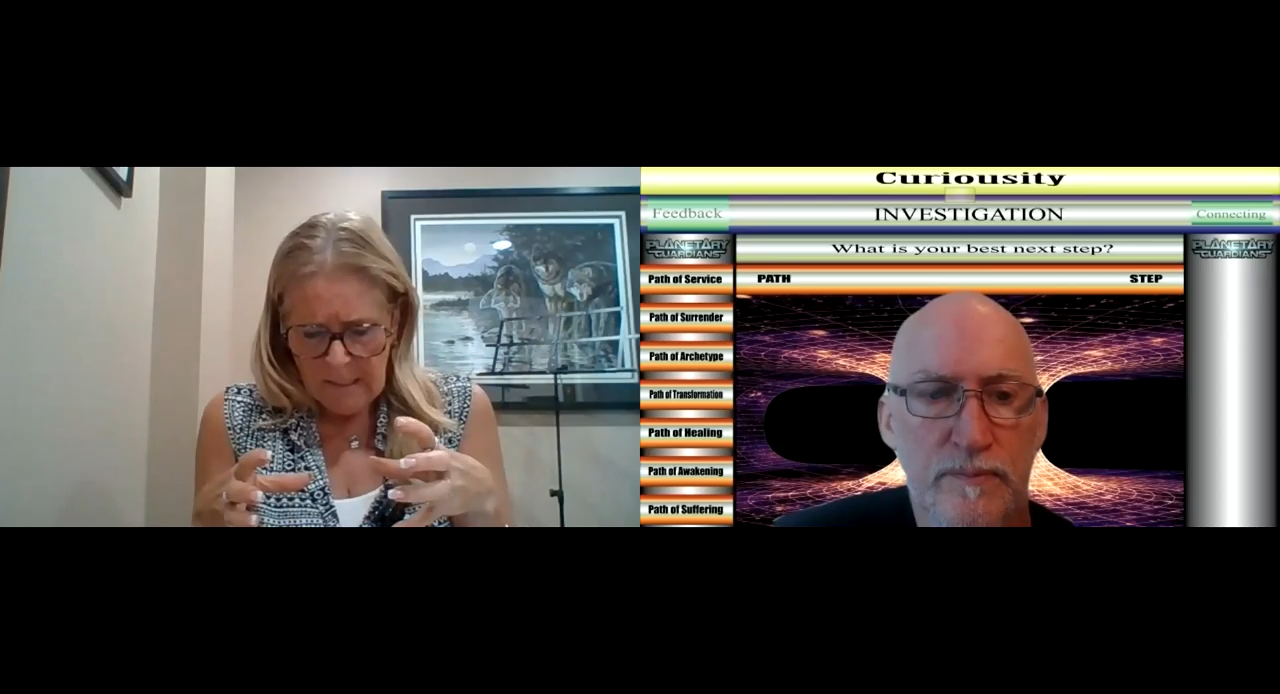 Curiousity
Feedback
INVESTIGATION
Connecting
PLANETARY
GUARDIANS
What is your best next step?
PLANETARY
GUARDIANS
Path of Service
PATH
STEP
Path of Surrender
Path of Archetype
Path of Transformation
Path of Healing
Path of Awakening
Path of Suffering